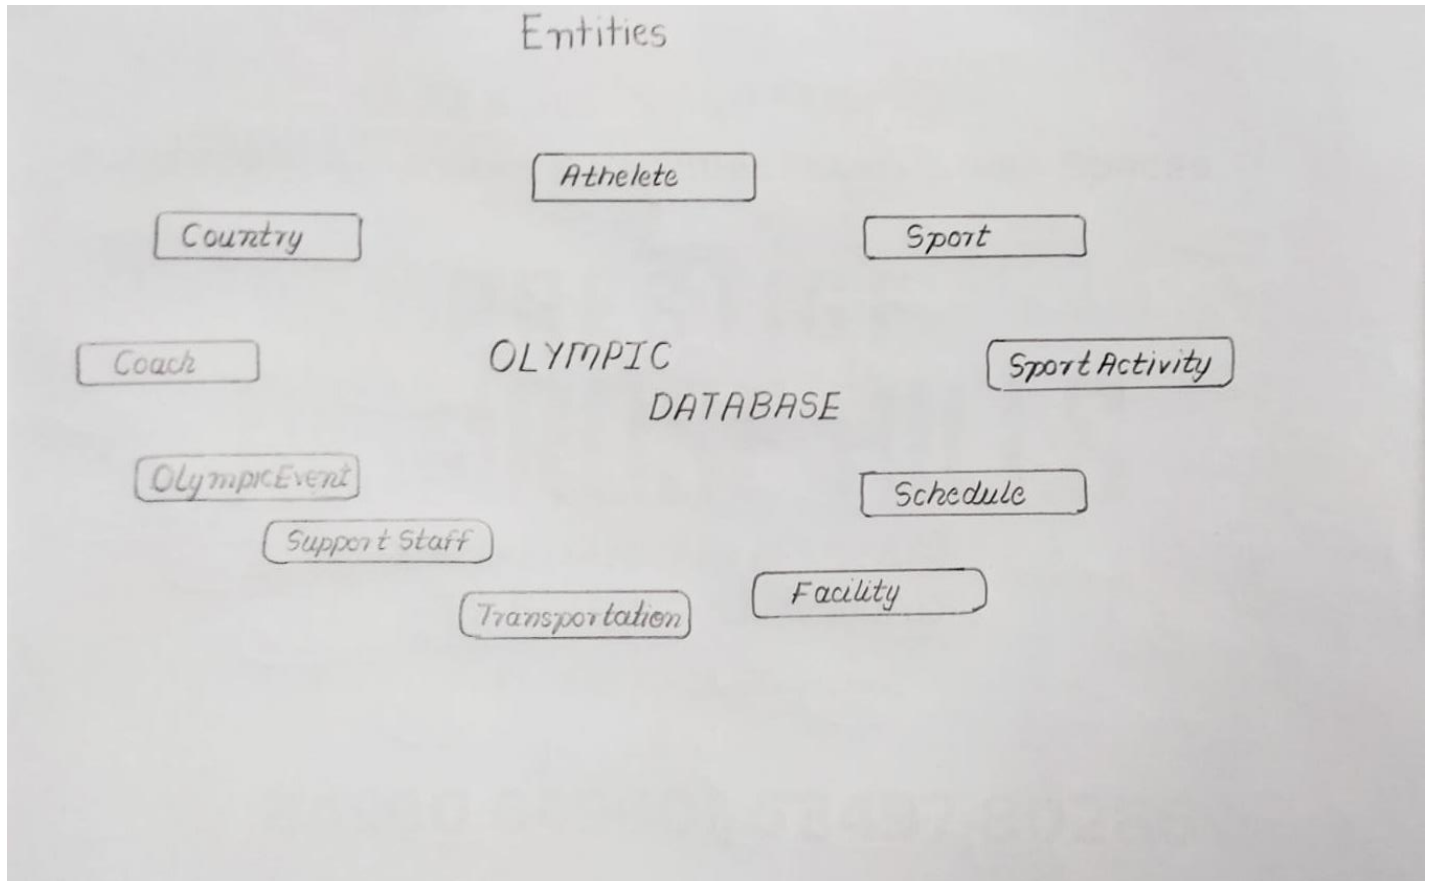 Entities
Athelete
Country
Sport
Coach
OLYMPIC
DATABASE
Sport Activity
OlympicEvent
Schedule
Support Staff
Facility
Transportation